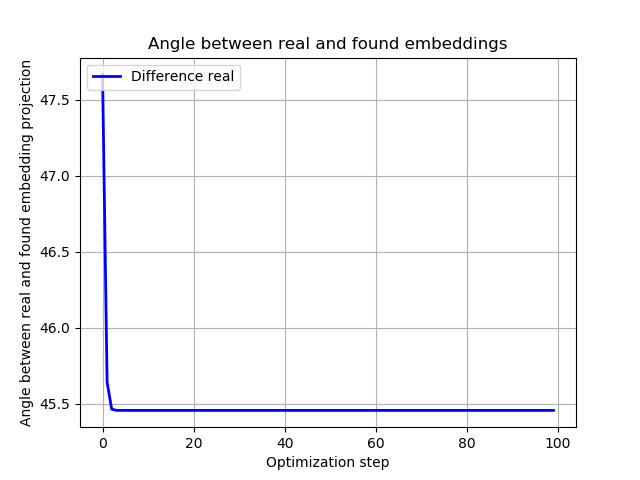 Angle between real and found embeddings
Difference real
Angle between real and found embedding projection
47.5
47.0
46.5
46.0
45.5
0 20 40 60 80 100
Optimization step